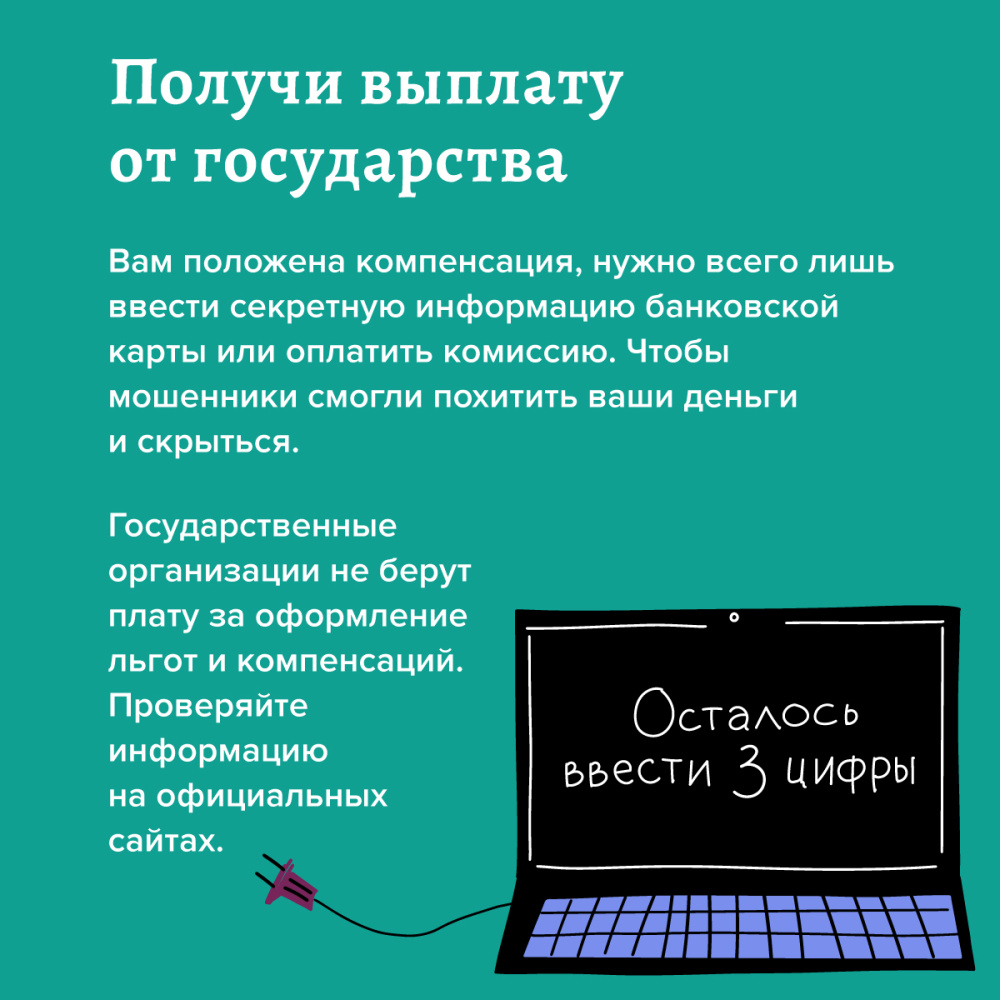 Получи выплату
от государства
Вам положена компенсация, нужно всего лишь
ввести секретную информацию банковской
карты или оплатить комиссию. Чтобы
мошенники смогли похитить ваши деньги
и скрыться.
Государственные
организации не берут
плату за оформление
льгот и компенсаций.
Проверяйте
информацию
на официальных
сайтах.
Осталось
ввести 3 цифры